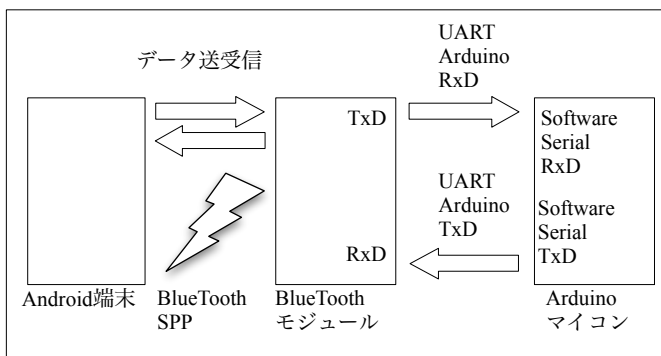 データ送受信
UART
Arduino
RxD
TxD
Software
Serial
RxD
UART
Arduino
TxD
Software
Serial
TxD
RxD
Android端末
BlueTooth
SPP
BlueTooth
モジュール
Arduino
マイコン